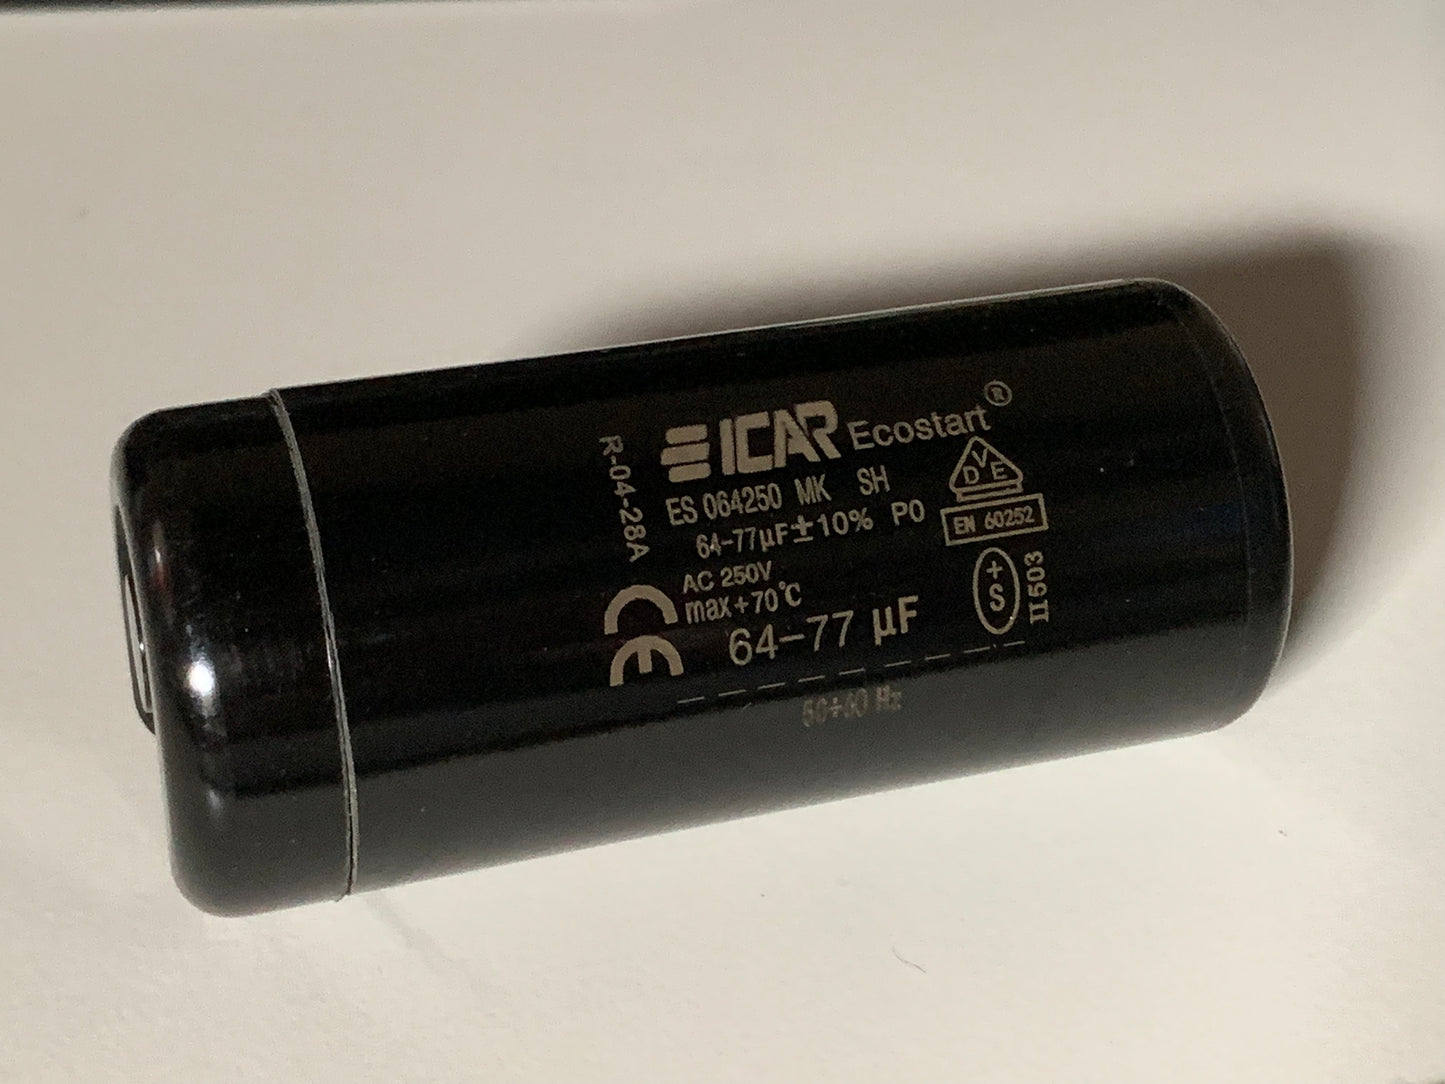 ICAR Ecostart®
ES 064250 MK SH
64-77µF±10% P0
AC 250V
max+70°C
64-77 µF
50÷60 Hz
R-04-28A
CE
VDE
EN 60252
+S
II503